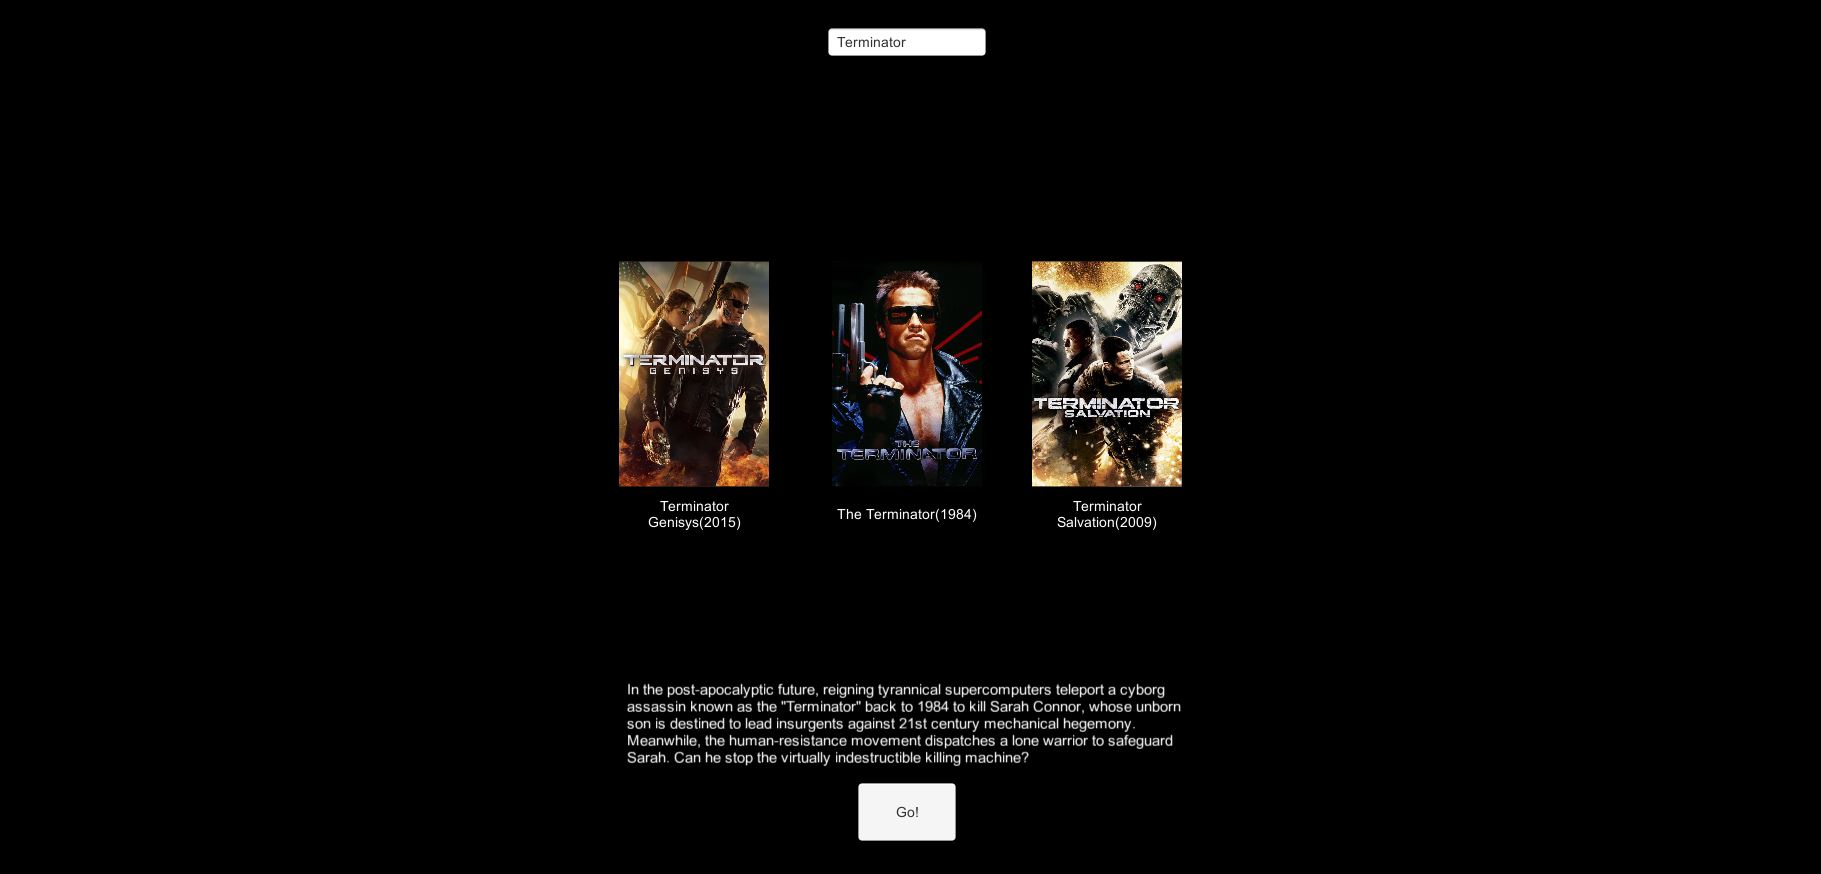 Terminator
TERMINATOR
GENISYS
THE
TERMINATOR
TERMINATOR
SALVATION
Terminator
Genisys(2015)
The Terminator(1984)
Terminator
Salvation(2009)
In the post-apocalyptic future, reigning tyrannical supercomputers teleport a cyborg
assassin known as the "Terminator" back to 1984 to kill Sarah Connor, whose unborn
son is destined to lead insurgents against 21st century mechanical hegemony.
Meanwhile, the human-resistance movement dispatches a lone warrior to safeguard
Sarah. Can he stop the virtually indestructible killing machine?
Go!